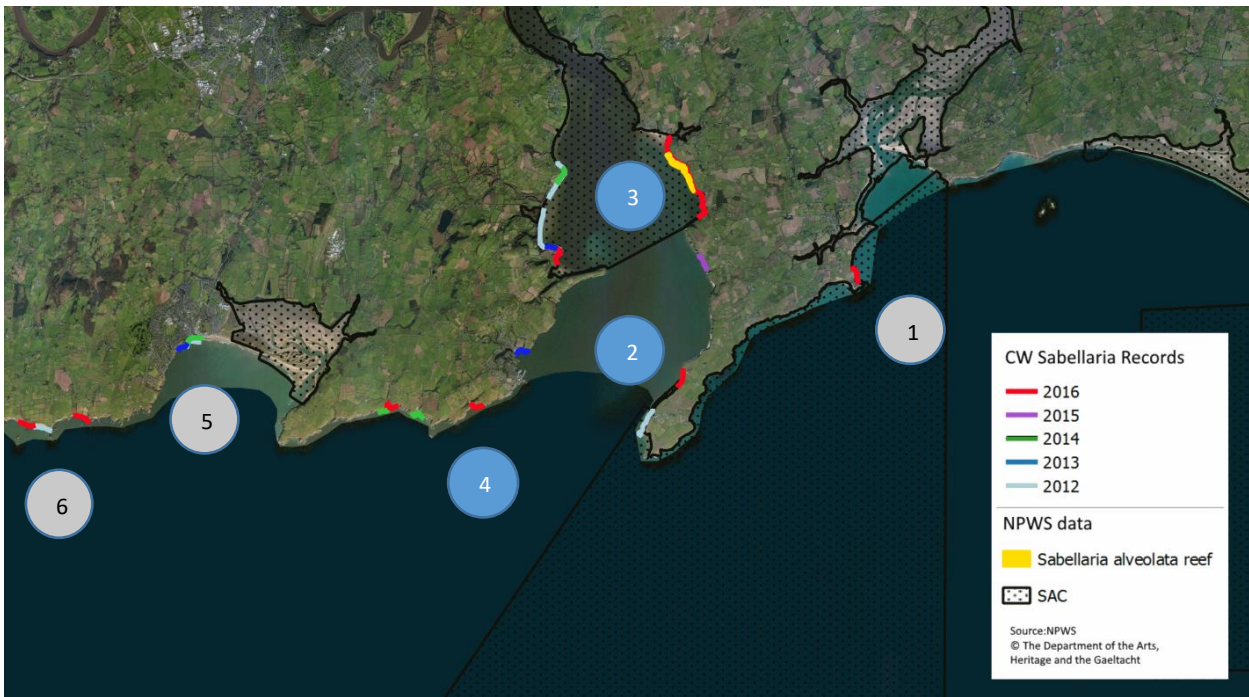 3
1
2
5
4
6
CW Sabellaria Records
2016
2015
2014
2013
2012
NPWS data
Sabellaria alveolata reef
SAC
Source:NPWS
© The Department of the Arts,
Heritage and the Gaeltacht